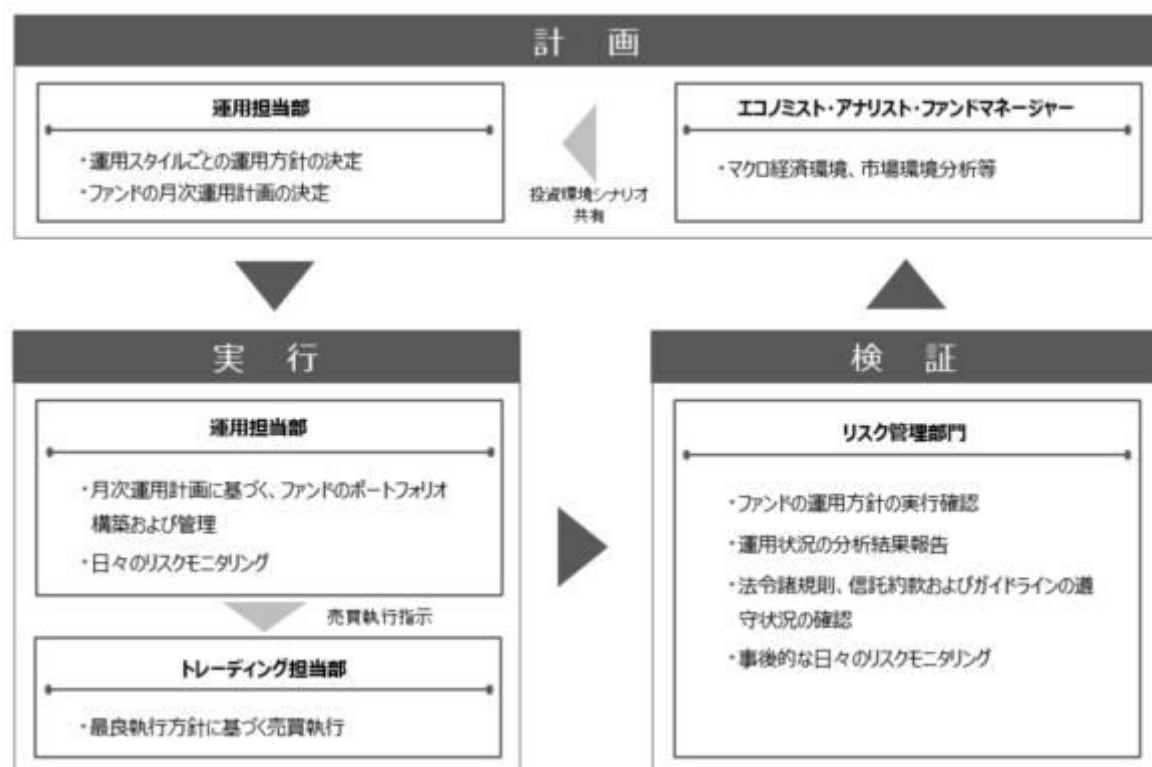 計 画
運用担当部
・運用スタイルごとの運用方針の決定
・ファンドの月次運用計画の決定
投資環境シナリオ
共有
エコノミスト・アナリスト・ファンドマネージャー
・マクロ経済環境、市場環境分析等
実 行
運用担当部
・月次運用計画に基づく、ファンドのポートフォリオ
構築および管理
・日々のリスクモニタリング
売買執行指示
トレーディング担当部
・最良執行方針に基づく売買執行
検 証
リスク管理部門
・ファンドの運用方針の実行確認
・運用状況の分析結果報告
・法令諸規則、信託約款およびガイドラインの遵
守状況の確認
・事後的な日々のリスクモニタリング